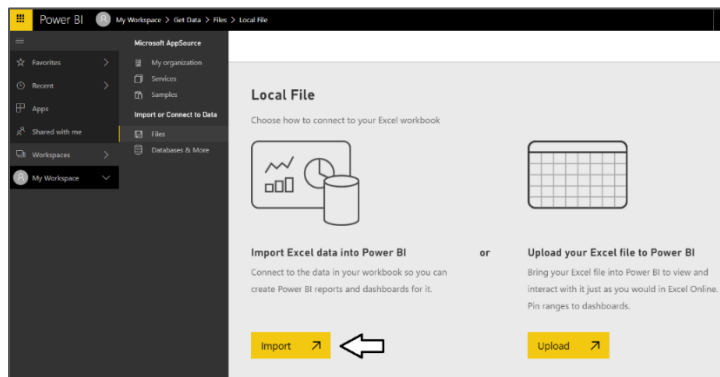 Power BI
My Workspace > Get Data > Files > Local File
Microsoft AppSource
Favorites
My organization
Services
Recent
Samples
Apps
Import or Connect to Data
Shared with me
Files
Workspaces
Databases & More
My Workspace
Local File
Choose how to connect to your Excel workbook
Import Excel data into Power BI
Connect to the data in your workbook so you can
create Power BI reports and dashboards for it.
Import
or
Upload your Excel file to Power BI
Bring your Excel file into Power BI to view and
interact with it just as you would in Excel Online.
Pin ranges to dashboards.
Upload